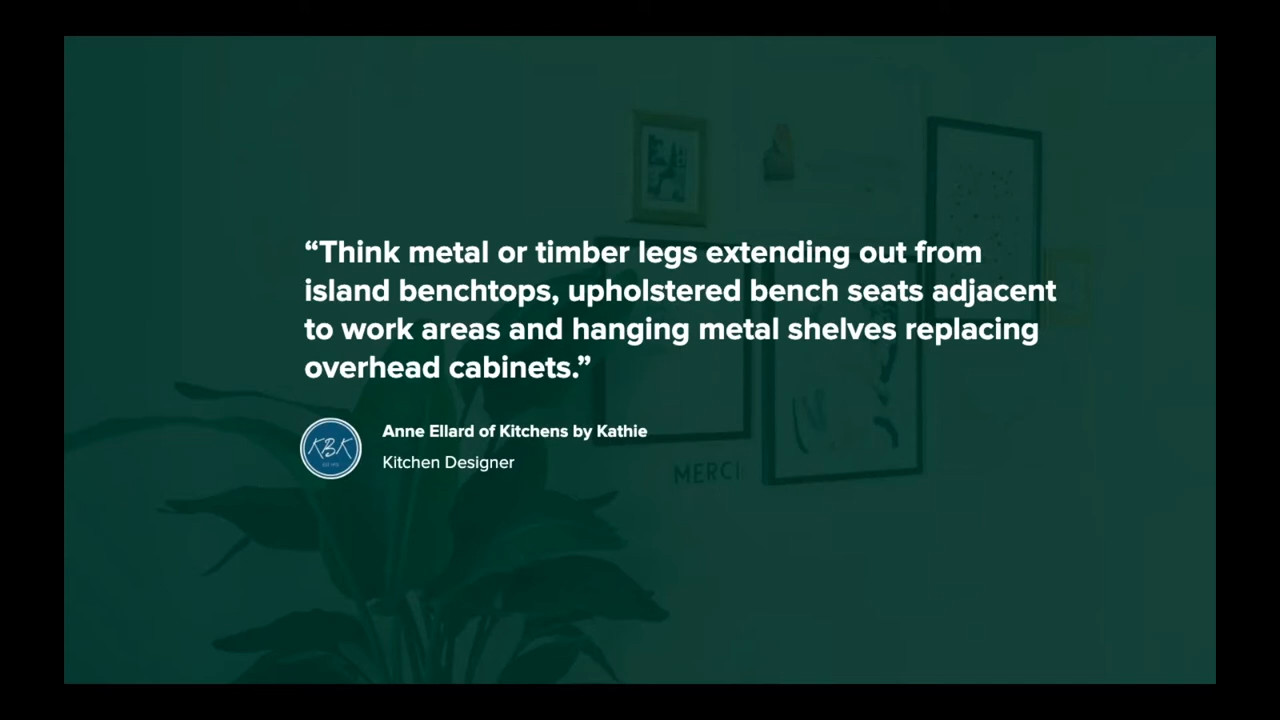 “Think metal or timber legs extending out from
island benchtops, upholstered bench seats adjacent
to work areas and hanging metal shelves replacing
overhead cabinets.”
Anne Ellard of Kitchens by Kathie
KBK
Kitchen Designer
MERCI